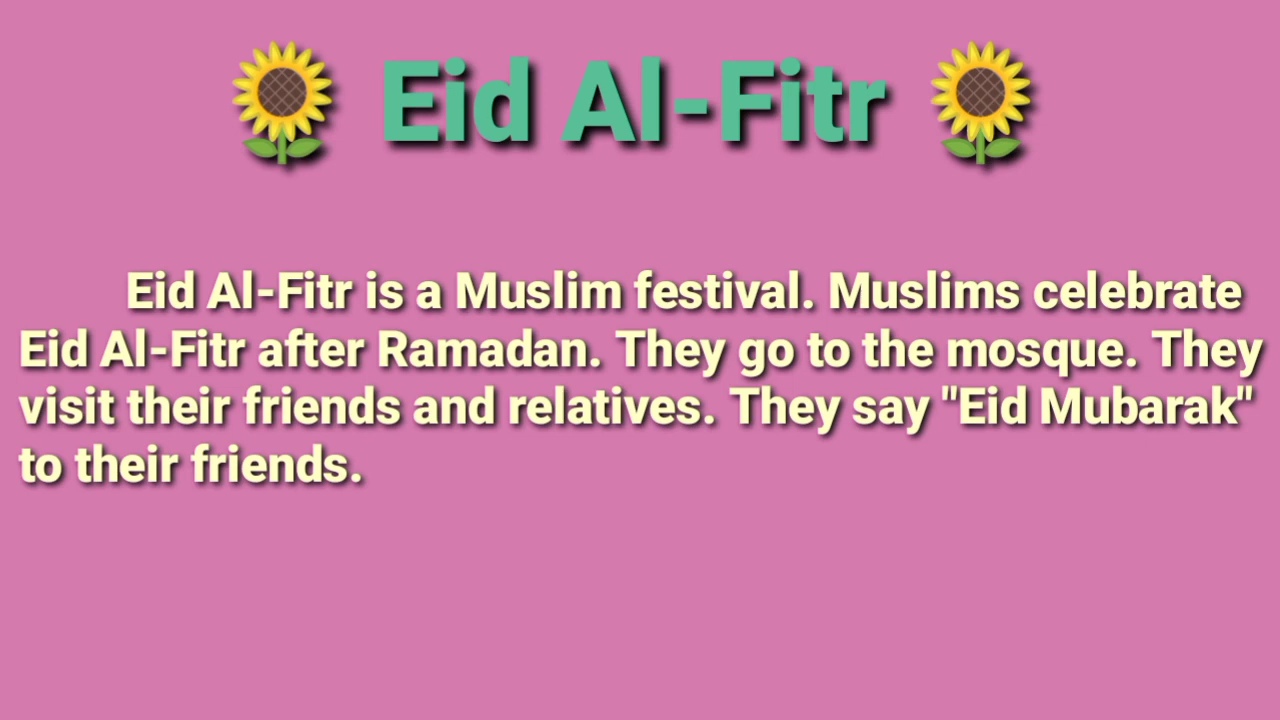 🌻 Eid Al-Fitr 🌻
Eid Al-Fitr is a Muslim festival. Muslims celebrate
Eid Al-Fitr after Ramadan. They go to the mosque. They
visit their friends and relatives. They say "Eid Mubarak"
to their friends.